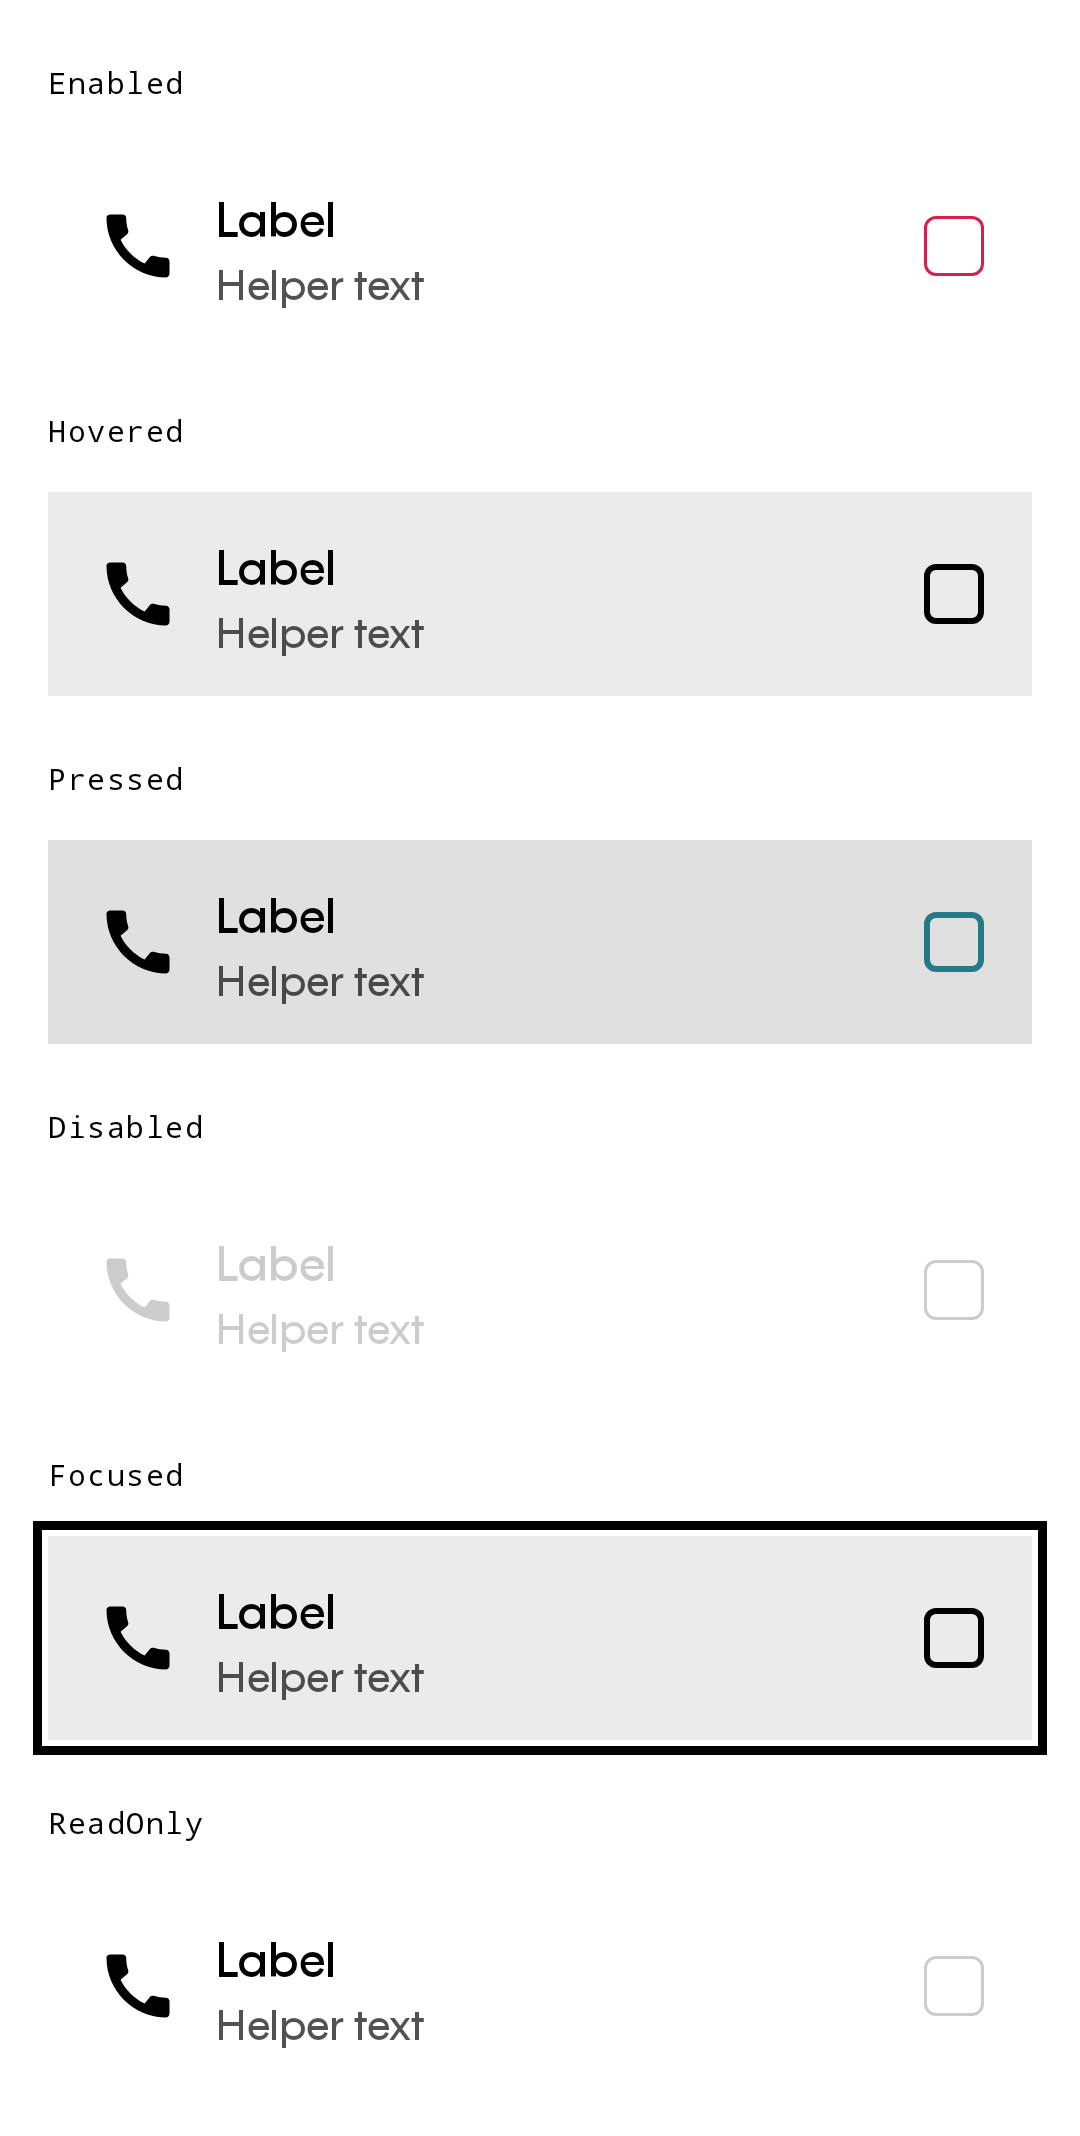 Enabled
Label
Helper text
Hovered
Label
Helper text
Pressed
Label
Helper text
Disabled
Label
Helper text
Focused
Label
Helper text
ReadOnly
Label
Helper text